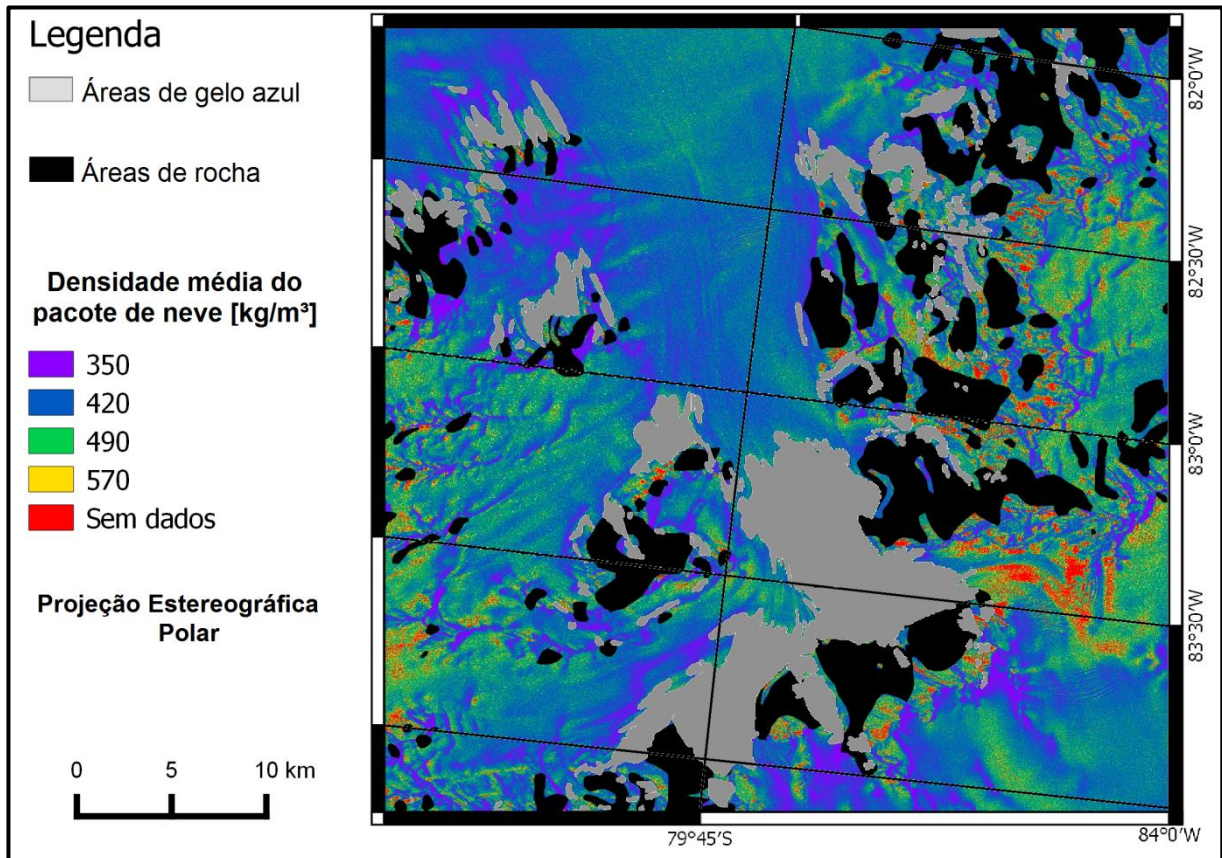 Legenda
Áreas de gelo azul
Áreas de rocha
Densidade média do
pacote de neve [kg/m³]
350
420
490
570
Sem dados
Projeção Estereográfica
Polar
0 5 10 km
82°0'W
82°30'W
83°0'W
83°30'W
79°45'S
84°0'W